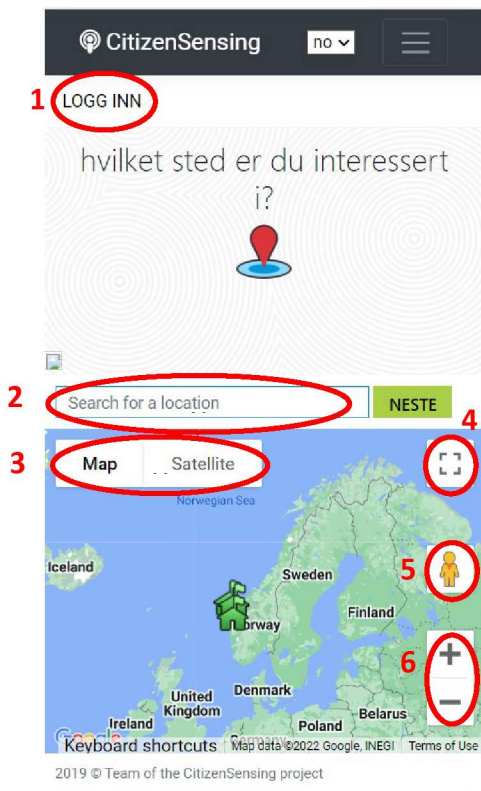 CitizenSensing
no
1
LOGG INN
hvilket sted er du interessert
i?
2
Search for a location
NESTE
3
Map
Satellite
4
Norwegian Sea
Iceland
Sweden
5
Finland
Norway
6
Denmark
United
Kingdom
Ireland
Poland
Belarus
Google
Germany
Keyboard shortcuts
Map data ©2022 Google, INEGI
Terms of Use
2019 © Team of the CitizenSensing project